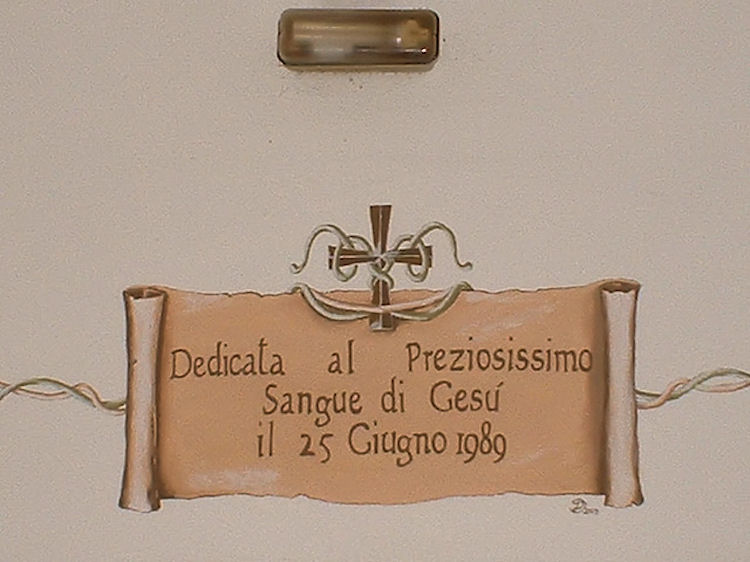 Dedicata al Preziosissimo
Sangue di Gesú
il 25 Giugno 1989